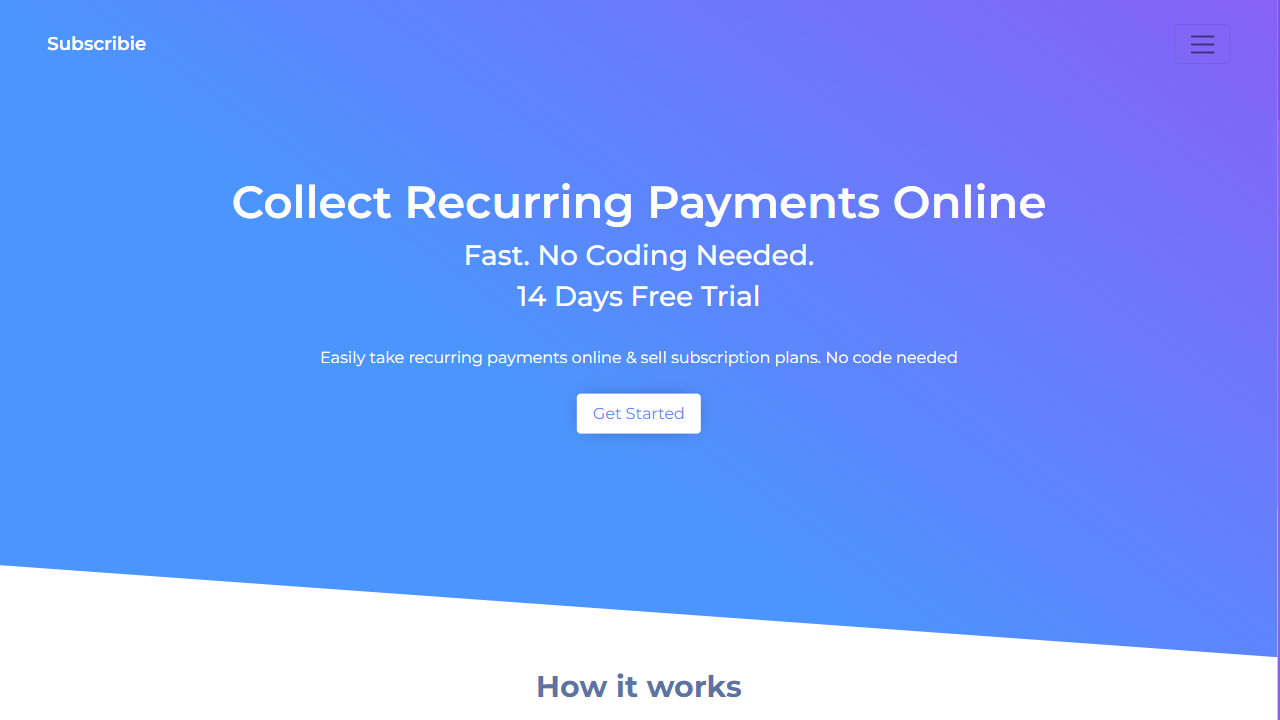 Subscribie
Collect Recurring Payments Online
Fast. No Coding Needed.
14 Days Free Trial
Easily take recurring payments online & sell subscription plans. No code needed
Get Started
How it works